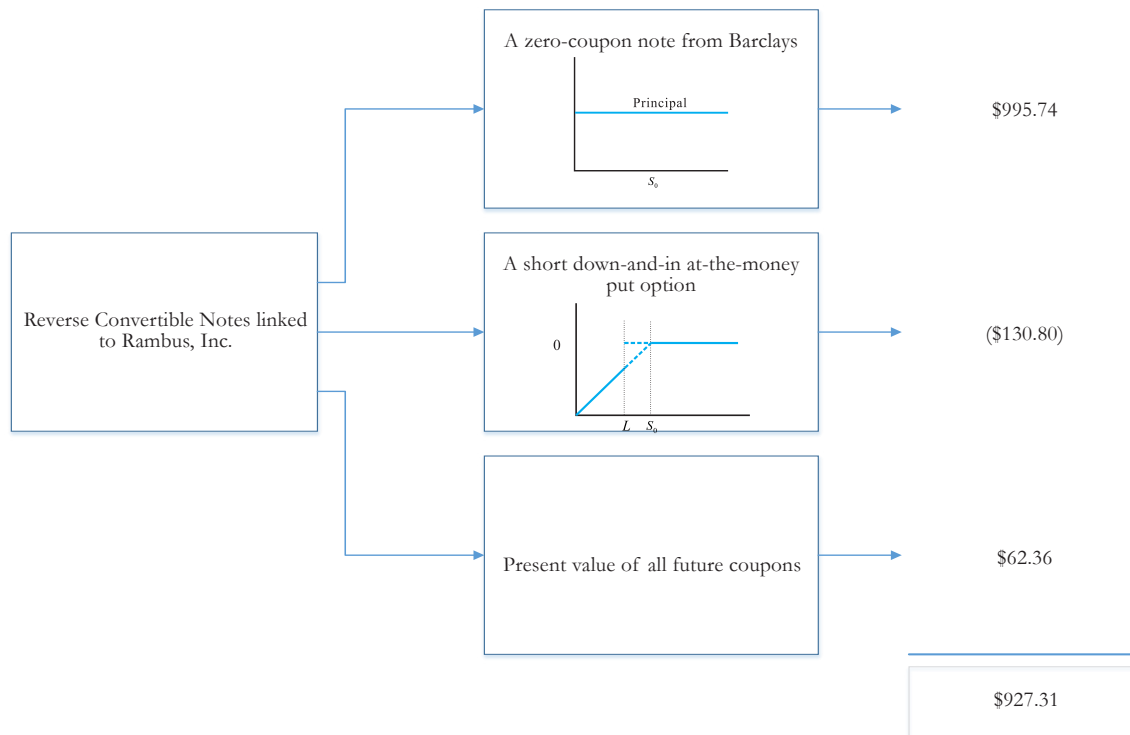 A zero-coupon note from Barclays
Principal
S₀
$995.74
Reverse Convertible Notes linked
to Rambus, Inc.
A short down-and-in at-the-money
put option
0
L S₀
($130.80)
Present value of all future coupons
$62.36
$927.31